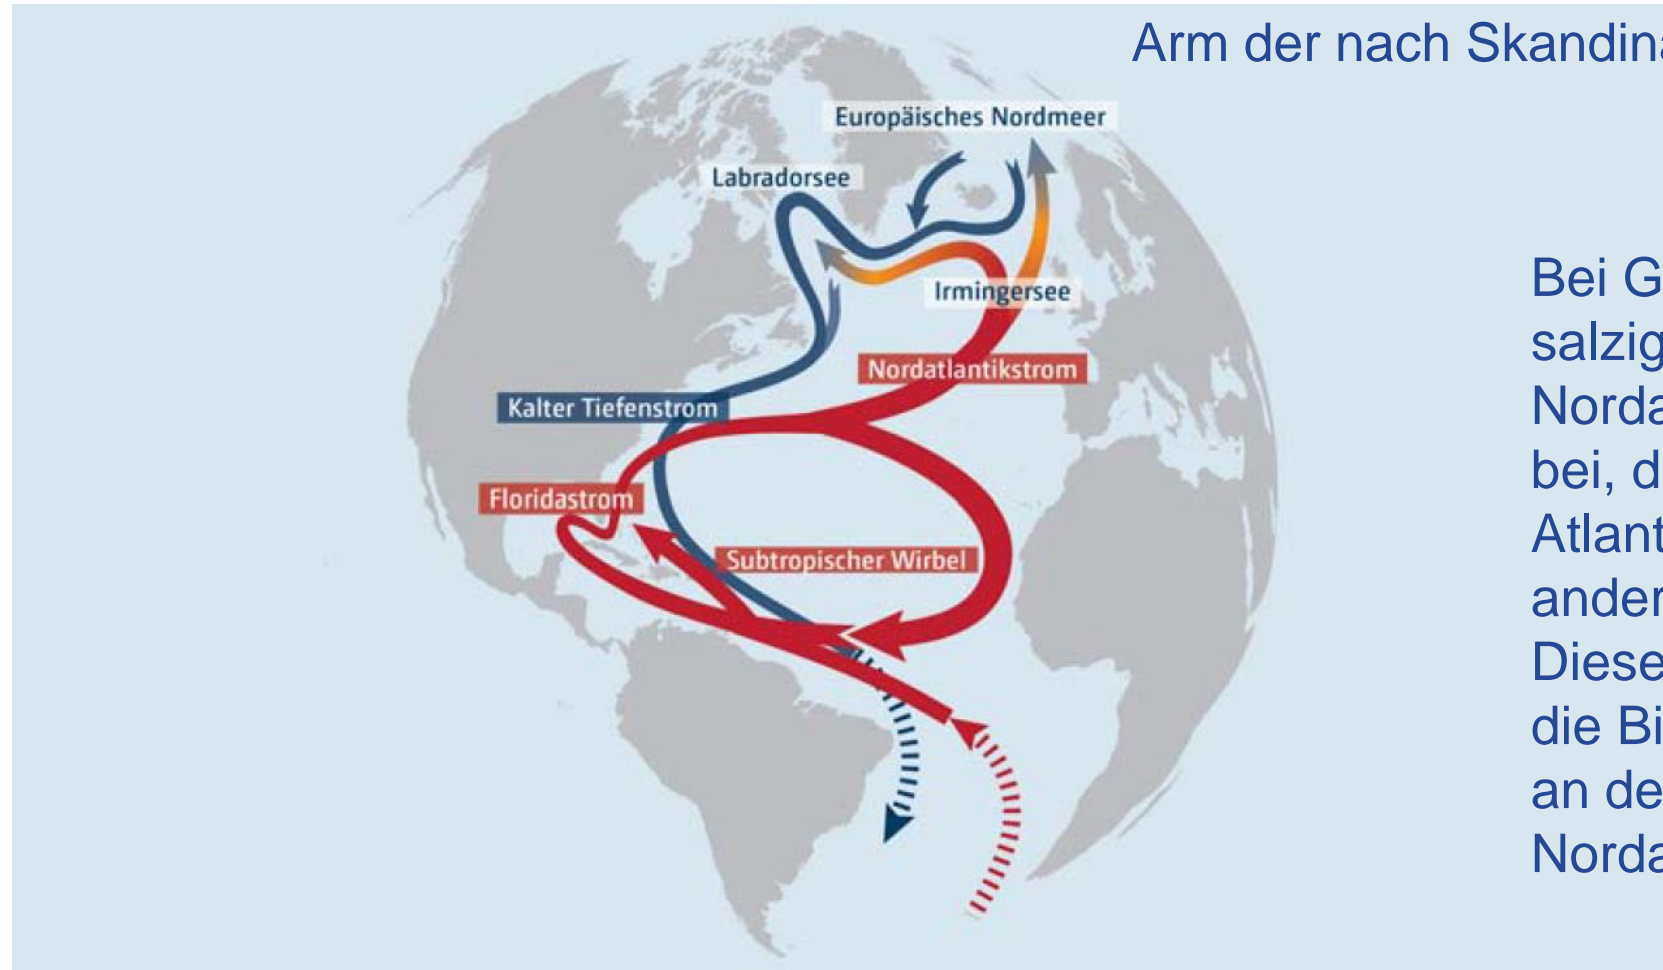 Arm der nach Skandin
Europäisches Nordmeer
Labradorsee
Irmingersee
Nordatlantikstrom
Kalter Tiefenstrom
Floridastrom
Subtropischer Wirbel
Bei G
salzig
Norda
bei, d
Atlant
ander
Diese
die Bi
an de
Norda